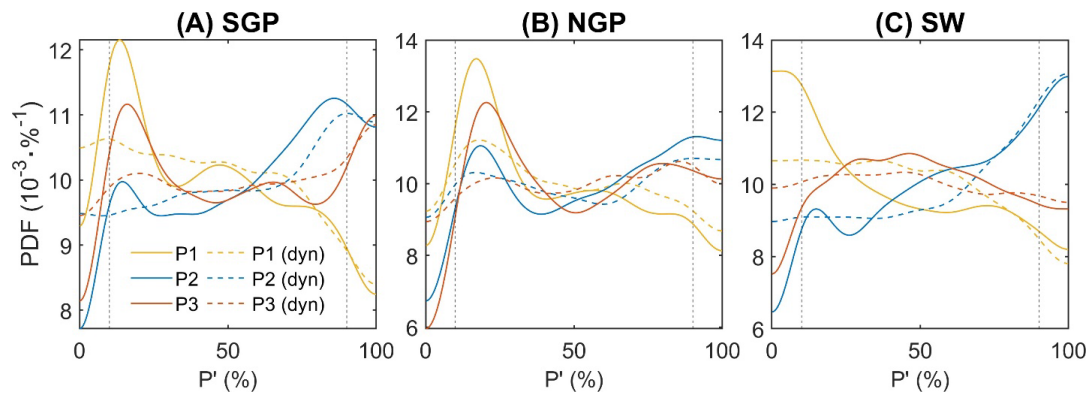 (A) SGP
(B) NGP
(C) SW
PDF (10⁻³·%⁻¹)
12
11
10
9
8
P1
P1 (dyn)
P2
P2 (dyn)
P3
P3 (dyn)
0
50
100
P' (%)
14
12
10
8
6
0
50
100
P' (%)
14
12
10
8
6
0
50
100
P' (%)